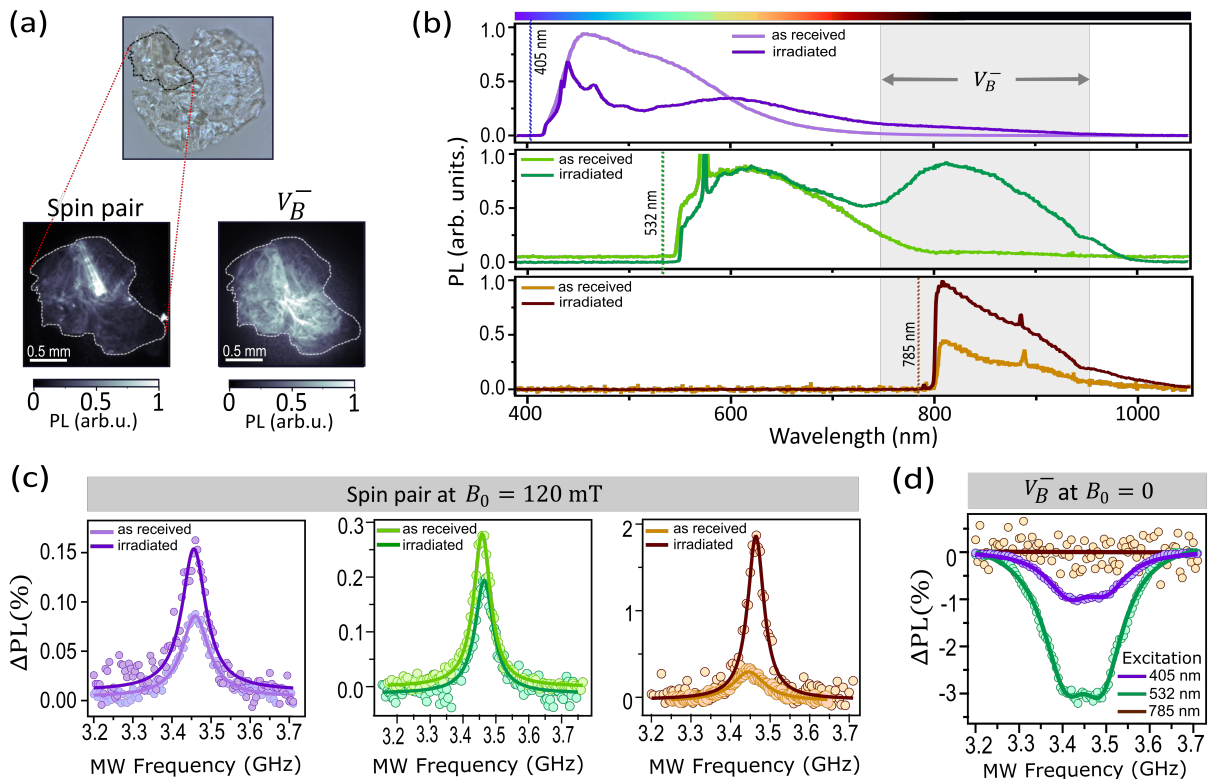 (a)
Spin pair
V_B^-
0.5 mm
0.5 mm
0 1
PL (arb.u.)
0 1
PL (arb.u.)
(b)
1.0
0.5
0.0
405 nm
as received
irradiated
V_B^-
PL (arb. units.)
1.0
0.5
0.0
as received
irradiated
532 nm
1.0
0.5
0.0
as received
irradiated
785 nm
400 600 800 1000
Wavelength (nm)
(c)
Spin pair at B_0 = 120 mT
as received
irradiated
0.15
0.10
0.05
0.00
ΔPL(%)
3.2 3.3 3.4 3.5 3.6 3.7
MW Frequency (GHz)
as received
irradiated
0.3
0.2
0.1
0.0
3.2 3.3 3.4 3.5 3.6 3.7
MW Frequency (GHz)
as received
irradiated
2
1
0
3.2 3.3 3.4 3.5 3.6 3.7
MW Frequency (GHz)
(d)
V_B^- at B_0 = 0
0
-1
-2
-3
ΔPL(%)
Excitation
405 nm
532 nm
785 nm
3.2 3.3 3.4 3.5 3.6 3.7
MW Frequency (GHz)